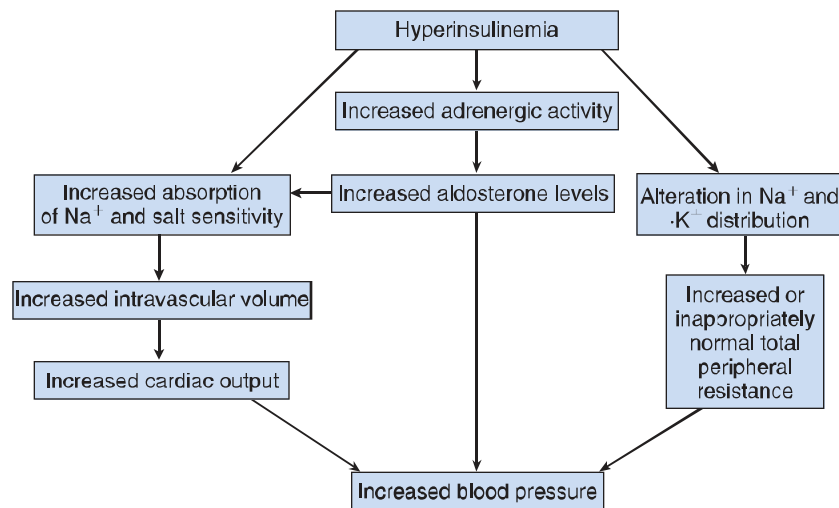 Hyperinsulinemia
Increased adrenergic activity
Increased absorption
of Na⁺ and salt sensitivity
Increased aldosterone levels
Alteration in Na⁺ and
·K⁺ distribution
Increased intravascular volume
Increased or
inappropriately
normal total
peripheral
resistance
Increased cardiac output
Increased blood pressure